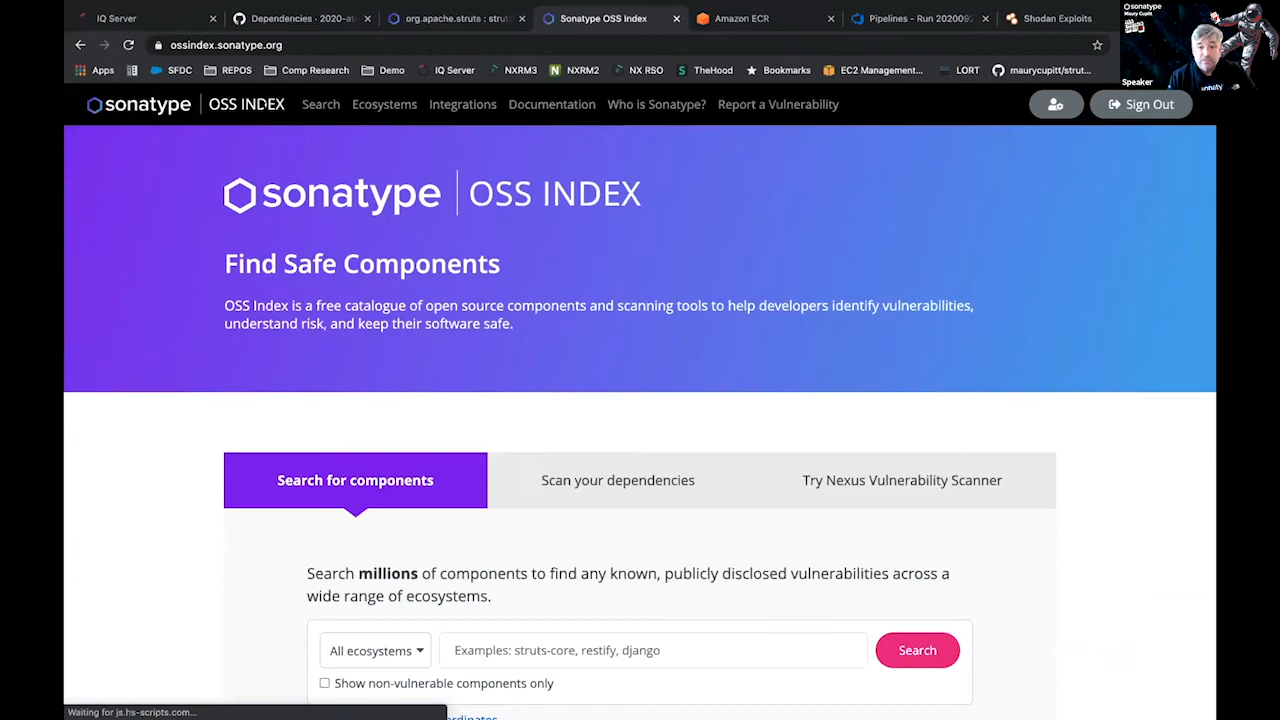 IQ Server
Dependencies · 2020-at
org.apache.struts : strut
Sonatype OSS Index
Amazon ECR
Pipelines - Run 2020092
Shodan Exploits
ossindex.sonatype.org
Apps
SFDC
REPOS
Comp Research
Demo
IQ Server
NXRM3
NXRM2
NX RSO
TheHood
Bookmarks
EC2 Management...
LORT
maurycupitt/strut...
sonatype
Maury Cupitt
Speaker
sonatype | OSS INDEX
Search
Ecosystems
Integrations
Documentation
Who is Sonatype?
Report a Vulnerability
Sign Out
sonatype | OSS INDEX
Find Safe Components
OSS Index is a free catalogue of open source components and scanning tools to help developers identify vulnerabilities,
understand risk, and keep their software safe.
Search for components
Scan your dependencies
Try Nexus Vulnerability Scanner
Search millions of components to find any known, publicly disclosed vulnerabilities across a
wide range of ecosystems.
All ecosystems
Examples: struts-core, restify, django
Search
Show non-vulnerable components only
Waiting for js.hs-scripts.com...